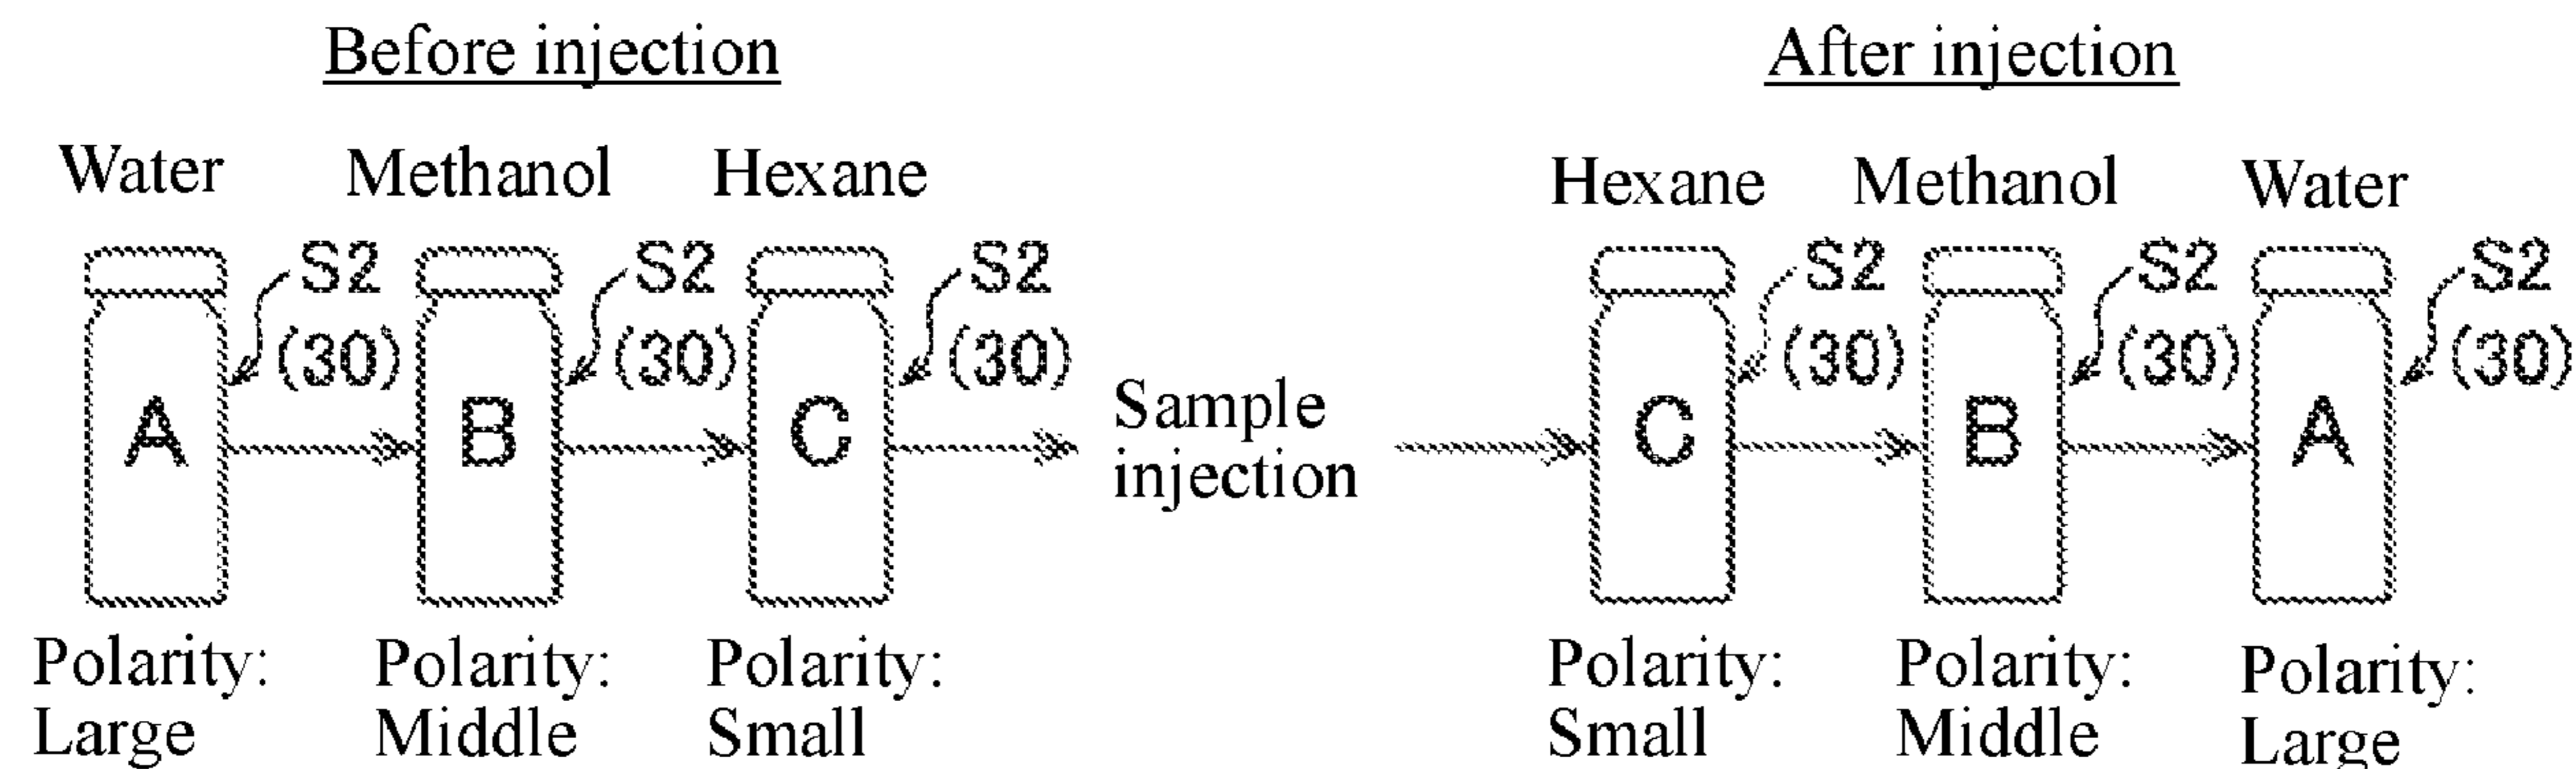 Before injection
After injection
Water Methanol Hexane
Hexane Methanol Water
S2 S2 S2 S2 S2 S2
(30) (30) (30) (30) (30) (30)
A B C
Sample
injection
C B A
Polarity: Polarity: Polarity:
Large Middle Small
Polarity: Polarity: Polarity:
Small Middle Large